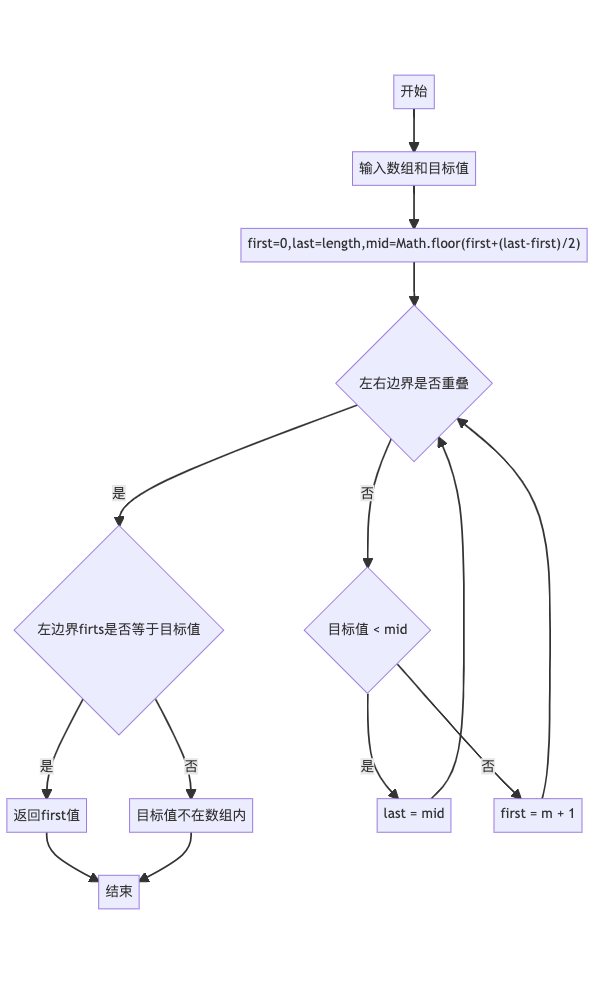 开始
输入数组和目标值
first=0,last=length,mid=Math.floor(first+(last-first)/2)
左右边界是否重叠
是
否
左边界firts是否等于目标值
目标值 < mid
是
否
是
否
返回first值
目标值不在数组内
last = mid
first = m + 1
结束